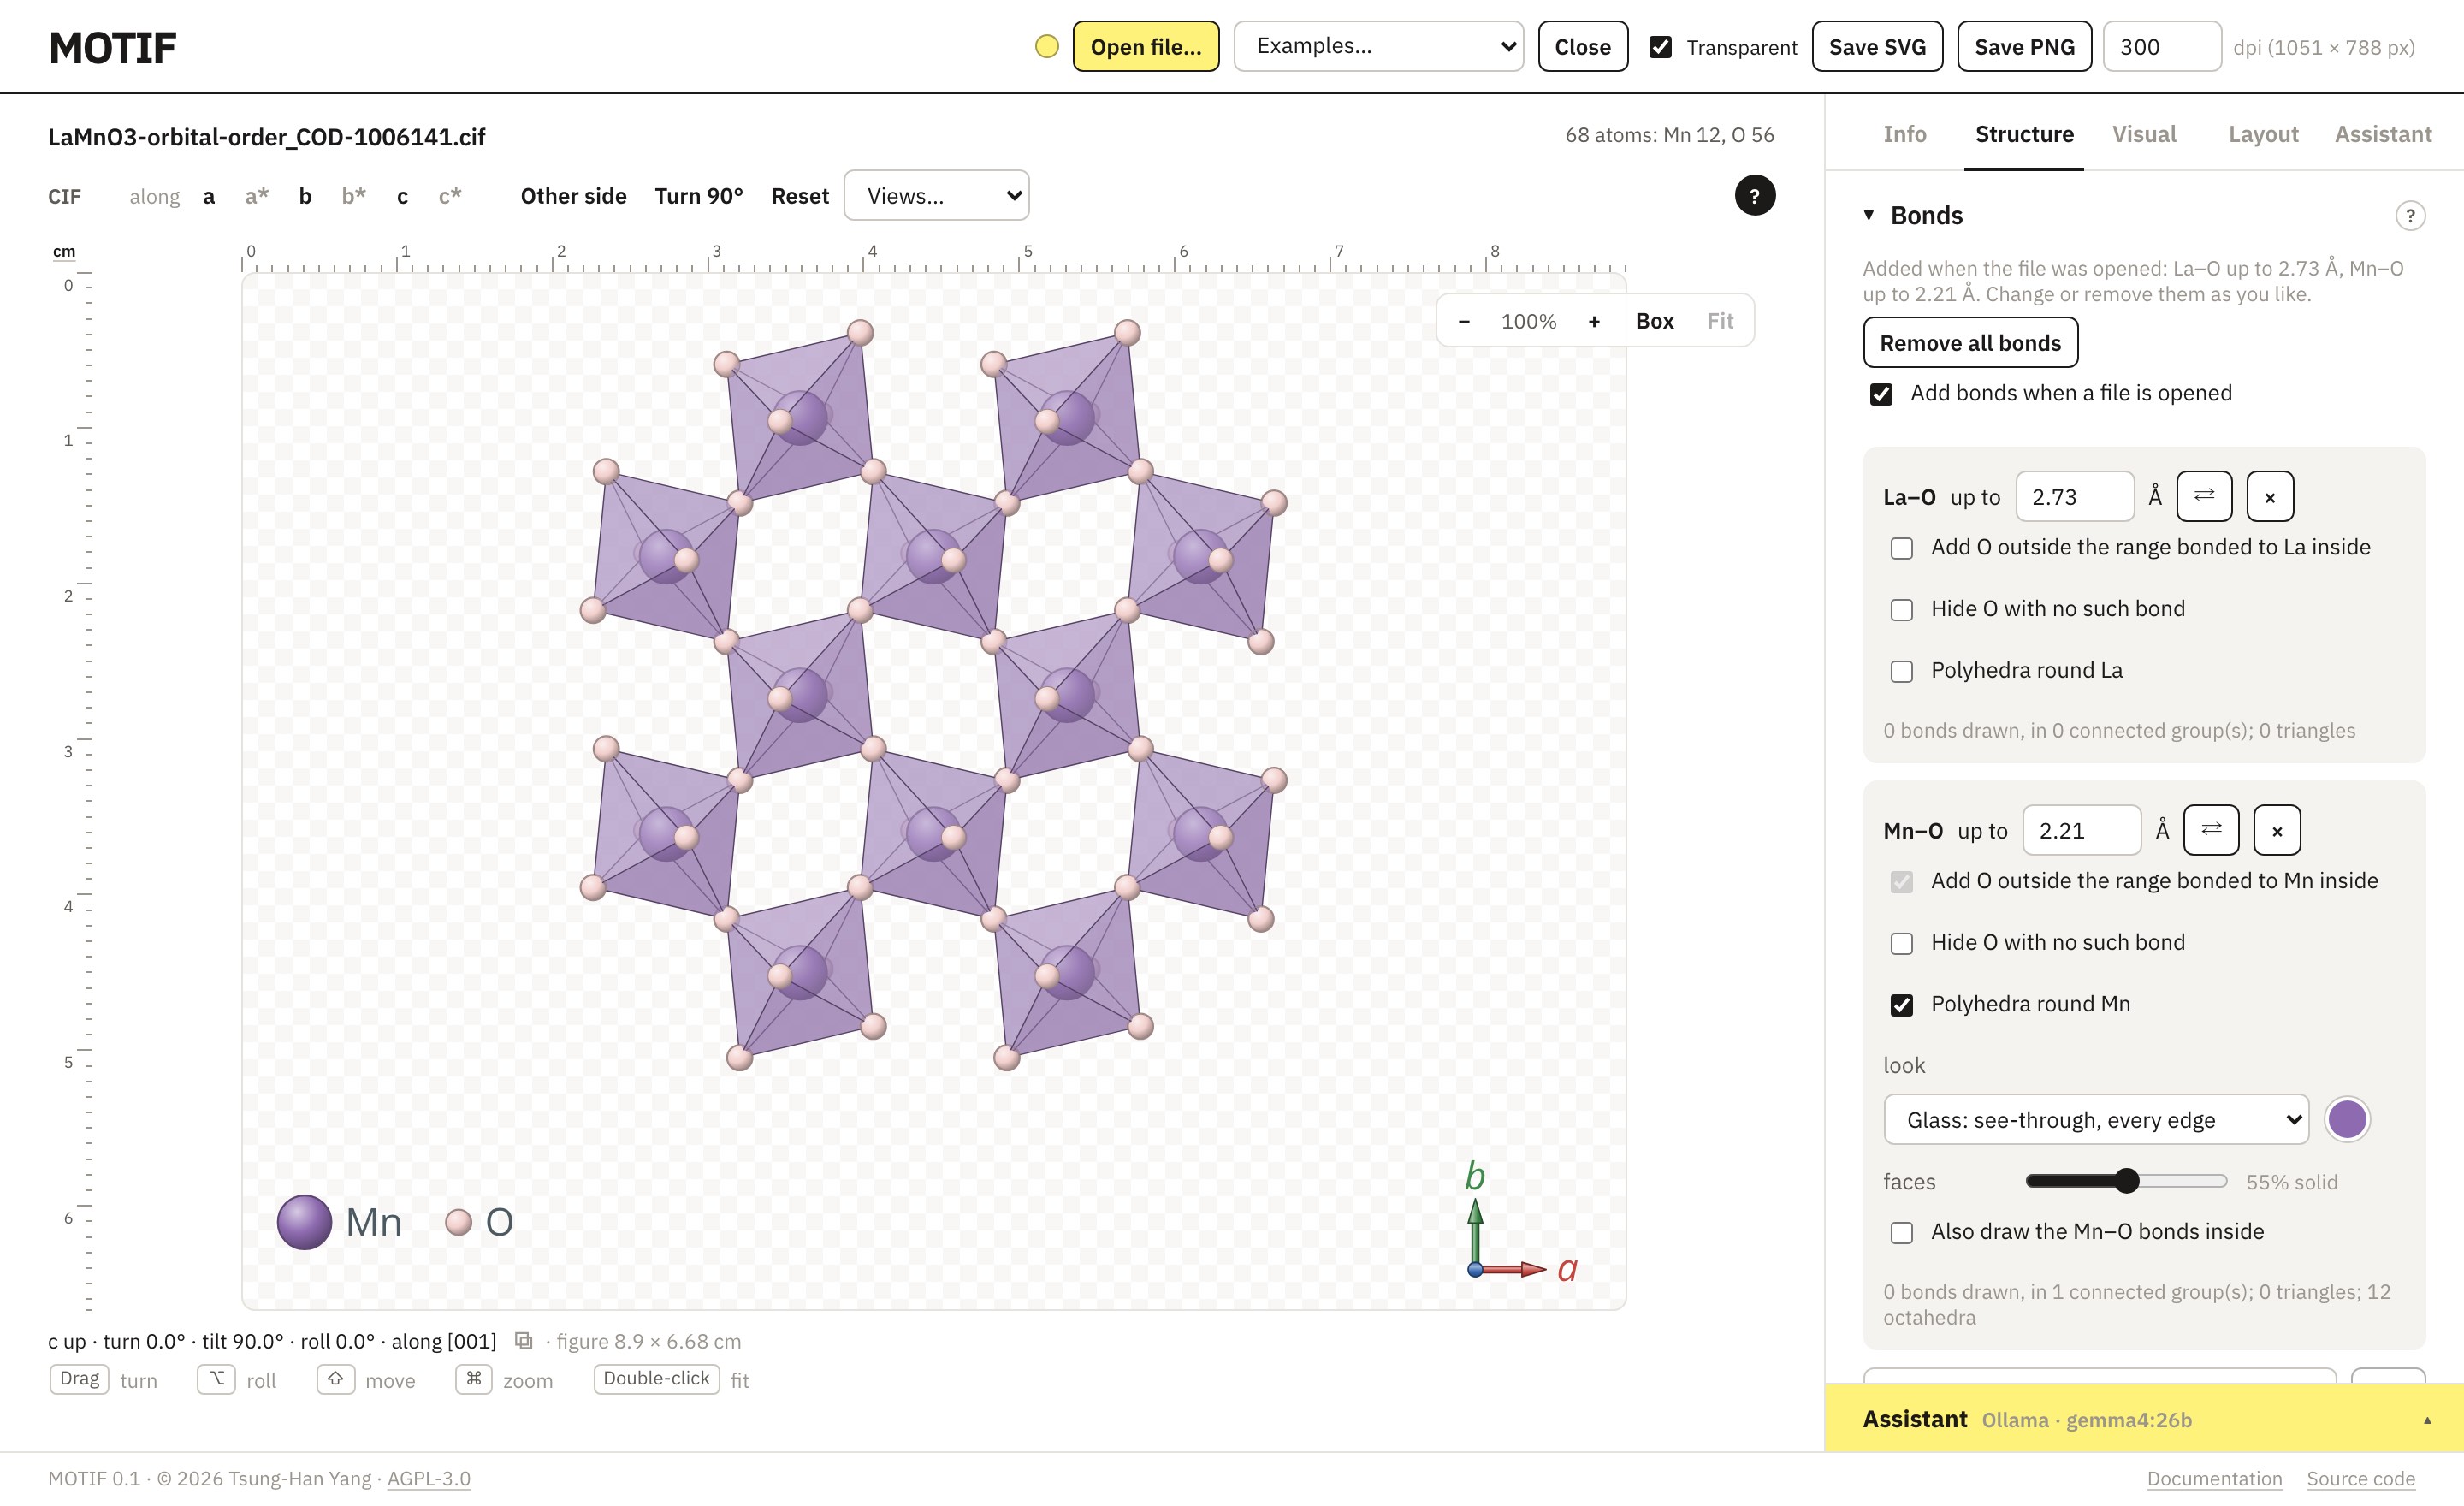 MOTIF
Open file...
Examples...
Close
Transparent
Save SVG
Save PNG
300
dpi (1051 × 788 px)
LaMnO3-orbital-order_COD-1006141.cif
68 atoms: Mn 12, O 56
CIF along a a* b b* c c* Other side Turn 90° Reset Views... ?
cm
0 1 2 3 4 5 6 7 8
0
1
2
3
4
5
6
− 100% + Box Fit
Mn O
b
a
c up · turn 0.0° · tilt 90.0° · roll 0.0° · along [001] · figure 8.9 × 6.68 cm
Drag turn ⌥ roll ⇧ move ⌘ zoom Double-click fit
Info Structure Visual Layout Assistant
▼ Bonds ?
Added when the file was opened: La–O up to 2.73 Å, Mn–O
up to 2.21 Å. Change or remove them as you like.
Remove all bonds
Add bonds when a file is opened
La–O up to 2.73 Å ⇄ ×
Add O outside the range bonded to La inside
Hide O with no such bond
Polyhedra round La
0 bonds drawn, in 0 connected group(s); 0 triangles
Mn–O up to 2.21 Å ⇄ ×
Add O outside the range bonded to Mn inside
Hide O with no such bond
Polyhedra round Mn
look
Glass: see-through, every edge
faces 55% solid
Also draw the Mn–O bonds inside
0 bonds drawn, in 1 connected group(s); 0 triangles; 12
octahedra
Assistant Ollama · gemma4:26b ▲
MOTIF 0.1 · © 2026 Tsung-Han Yang · AGPL-3.0
Documentation Source code